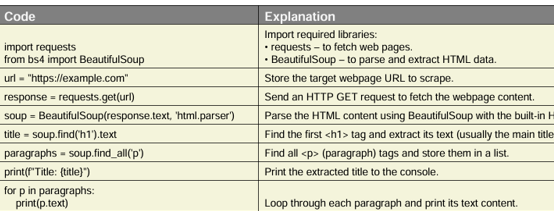 Code Explanation
Import required libraries:
import requests • requests – to fetch web pages.
from bs4 import BeautifulSoup • BeautifulSoup – to parse and extract HTML data.
url = "https://example.com" Store the target webpage URL to scrape.
response = requests.get(url) Send an HTTP GET request to fetch the webpage content.
soup = BeautifulSoup(response.text, 'html.parser') Parse the HTML content using BeautifulSoup with the built-in H
title = soup.find('h1').text Find the first <h1> tag and extract its text (usually the main title
paragraphs = soup.find_all('p') Find all <p> (paragraph) tags and store them in a list.
print(f"Title: {title}") Print the extracted title to the console.
for p in paragraphs:
print(p.text) Loop through each paragraph and print its text content.